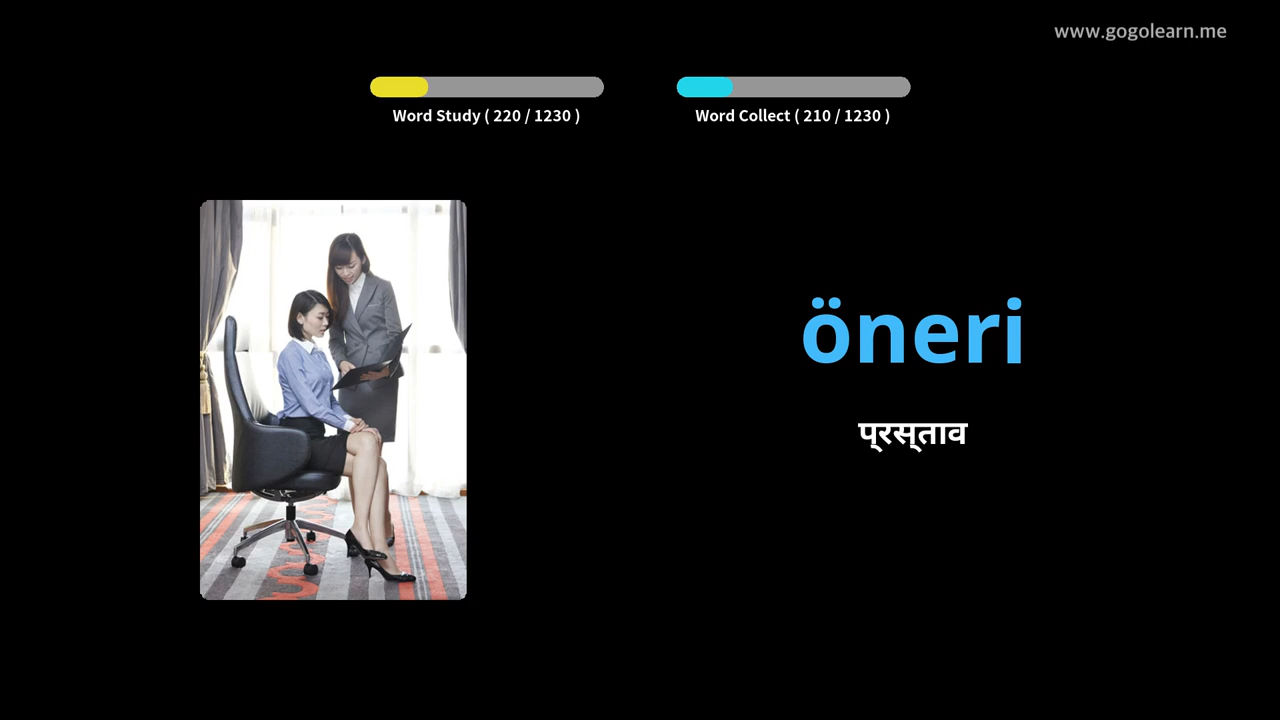 www.gogolearn.me
Word Study ( 220 / 1230 )
Word Collect ( 210 / 1230 )
öneri
प्रस्ताव